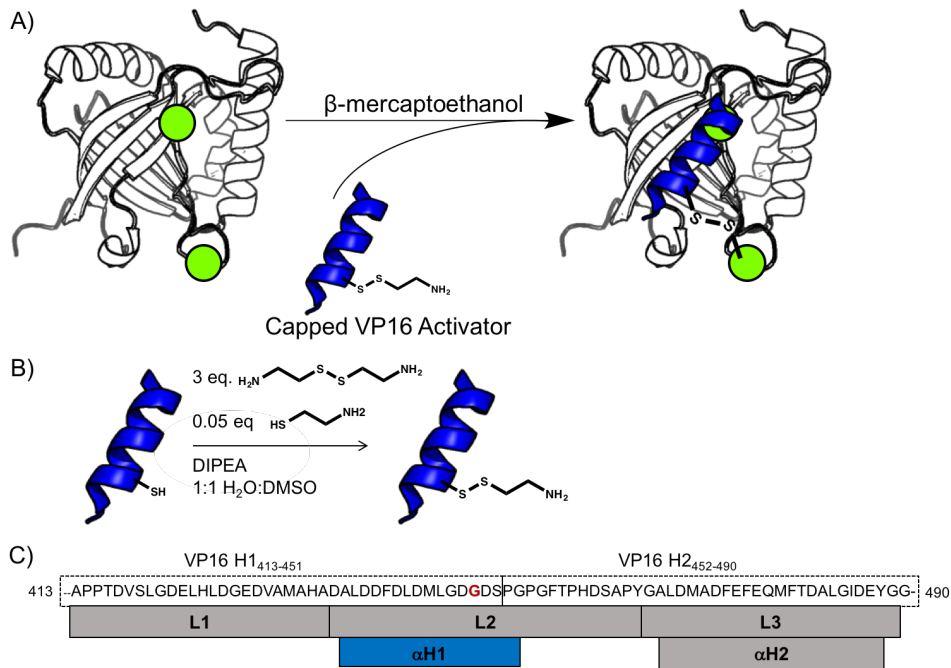 A)
β-mercaptoethanol
S
S
S
S
NH₂
Capped VP16 Activator
B)
3 eq.
H₂N
S
S
NH₂
0.05 eq
HS
NH2
DIPEA
1:1 H₂O:DMSO
SH
S
S
NH₂
C)
VP16 H1₄₁₃₋₄₅₁
VP16 H2₄₅₂₋₄₉₀
413
--APPTDVSLGDELHLDGEDVAMAHADALDDFDLDMLGDGDSPGPGFTPHDSAPYGALDMADFEFEQMFTDALGIDEYGG-
490
L1
L2
L3
αH1
αH2